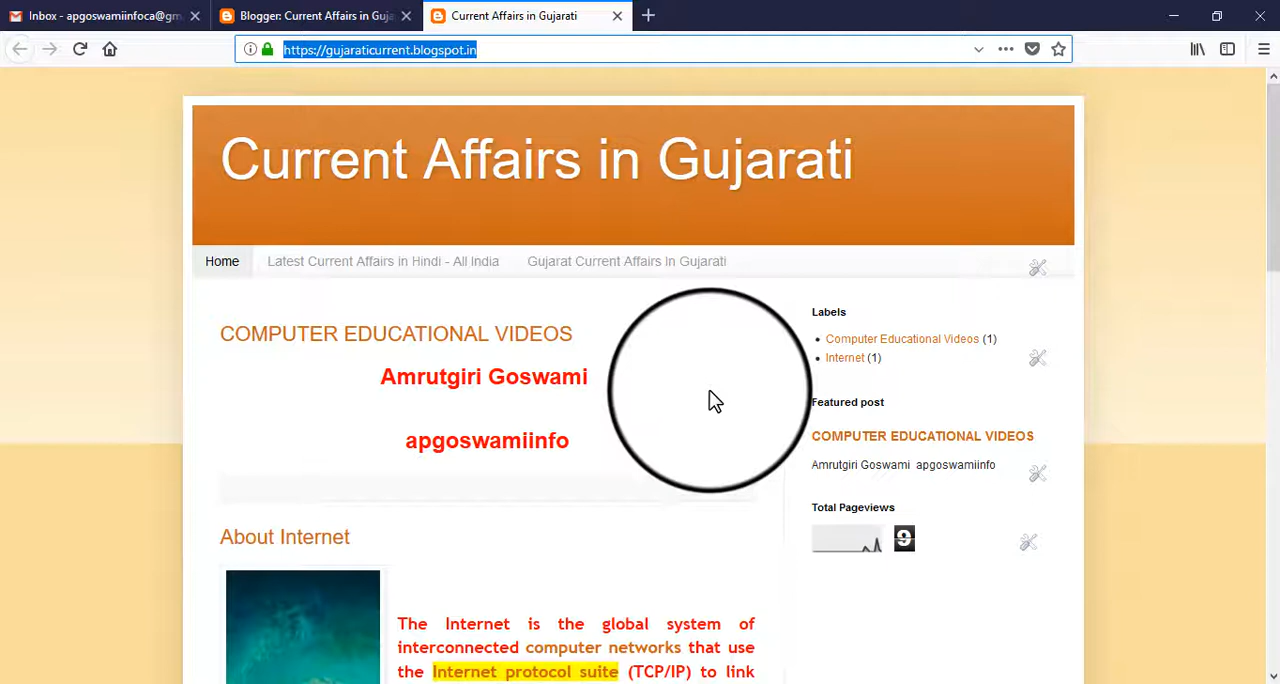 Inbox - apgoswamiinfoca@gm
Blogger: Current Affairs in Guja
Current Affairs in Gujarati
https://gujaraticurrent.blogspot.in
Current Affairs in Gujarati
Home
Latest Current Affairs in Hindi - All India
Gujarat Current Affairs In Gujarati
COMPUTER EDUCATIONAL VIDEOS
Amrutgiri Goswami
apgoswamiinfo
About Internet
The Internet is the global system of
interconnected computer networks that use
the Internet protocol suite (TCP/IP) to link
Labels
Computer Educational Videos (1)
Internet (1)
Featured post
COMPUTER EDUCATIONAL VIDEOS
Amrutgiri Goswami apgoswamiinfo
Total Pageviews
9